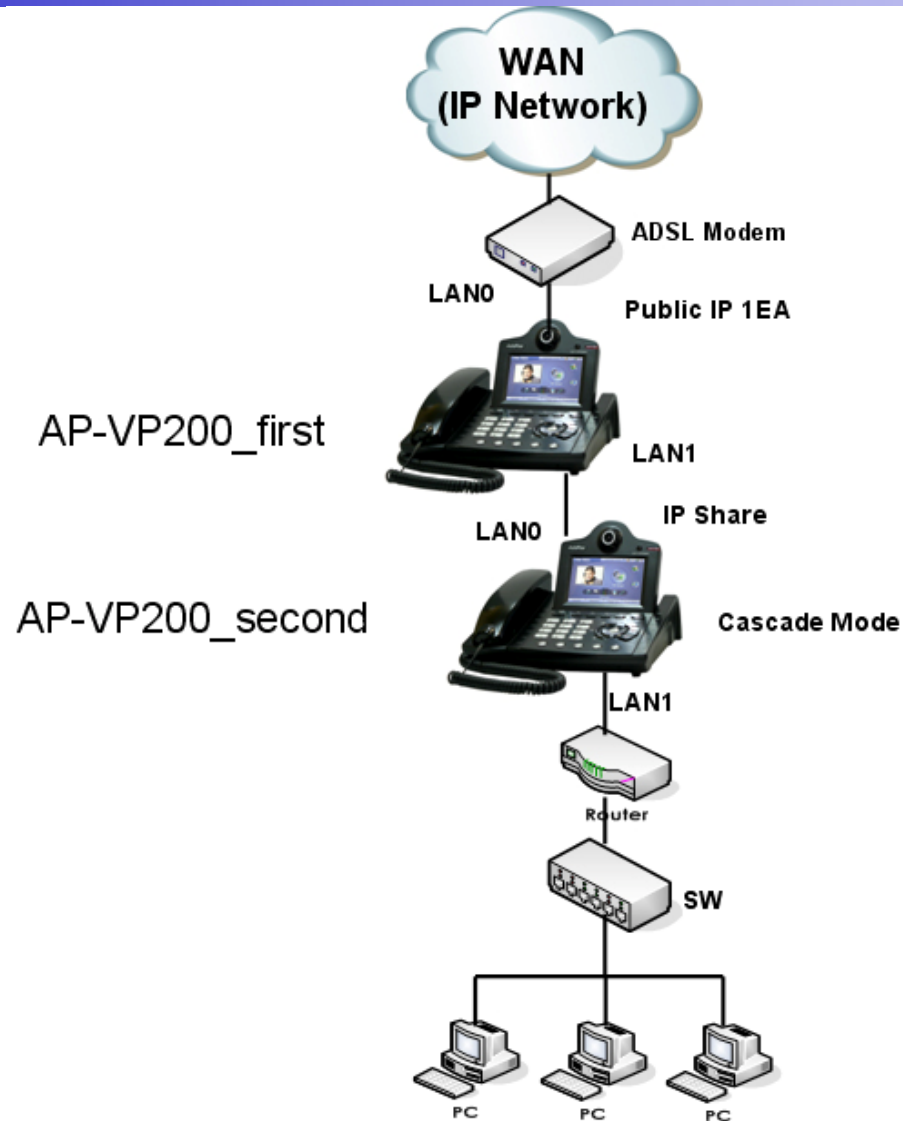 WAN
(IP Network)
ADSL Modem
LAN0
Public IP 1EA
AP-VP200_first
LAN1
IP Share
LAN0
AP-VP200_second
Cascade Mode
LAN1
Router
SW
PC
PC
PC